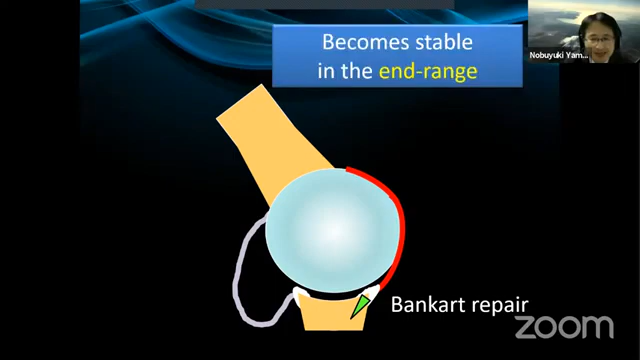 Becomes stable
in the end-range
Nobuyuki Yam...
Bankart repair
zoom